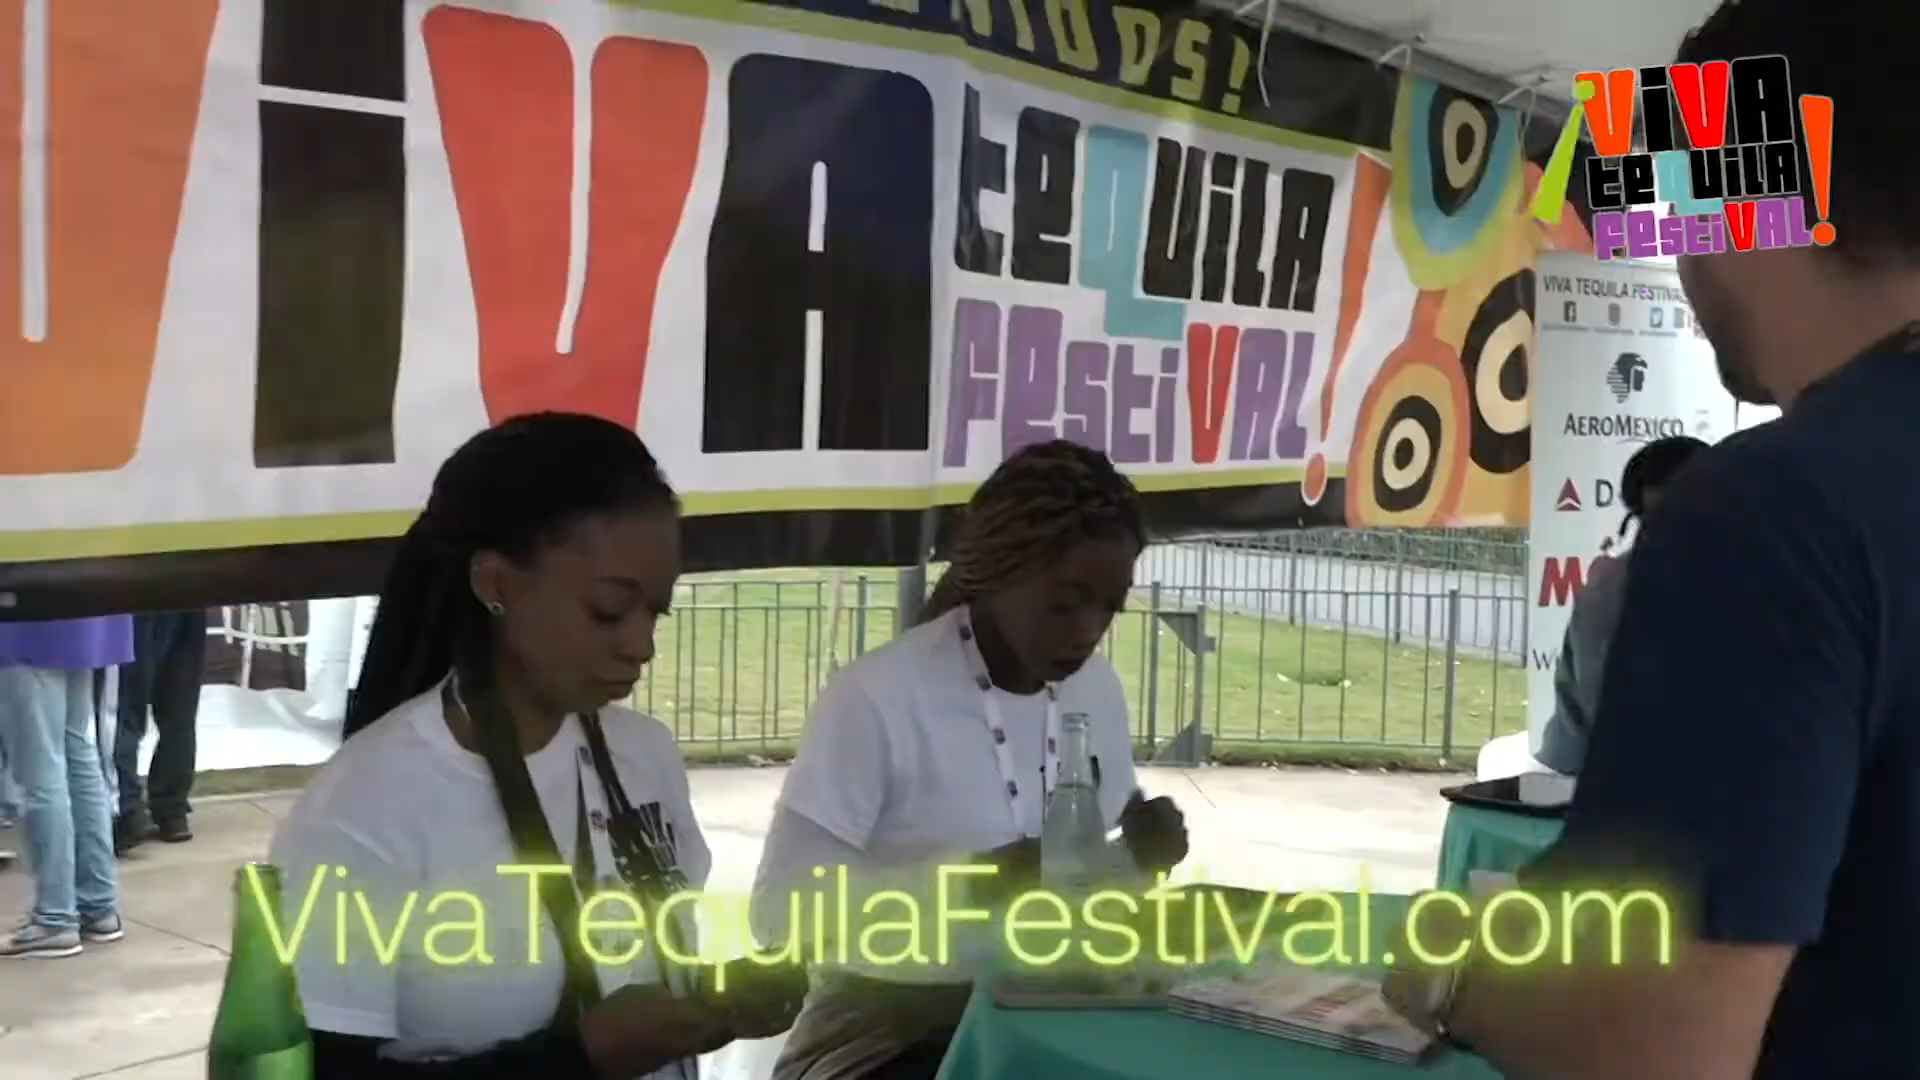 ViVA
teQUiLA
FestiVAL!
¡ViVA
teQUiLA
FestiVAL!
VIVA TEQUILA FESTIVAL
AEROMEXICO
VivaTequilaFestival.com